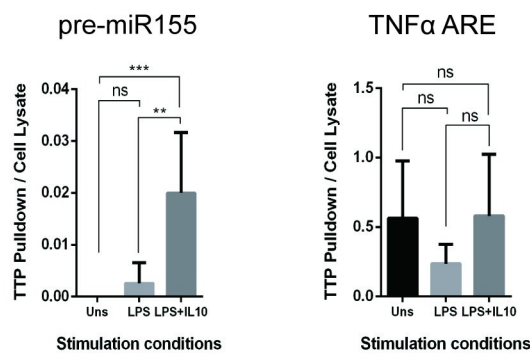 pre-miR155
TTP Pulldown / Cell Lysate
0.04
0.03
0.02
0.01
0.00
***
ns
**
Uns LPS LPS+IL10
Stimulation conditions
TNFα ARE
TTP Pulldown / Cell Lysate
1.5
1.0
0.5
0.0
ns
ns
ns
Uns LPS LPS+IL10
Stimulation conditions